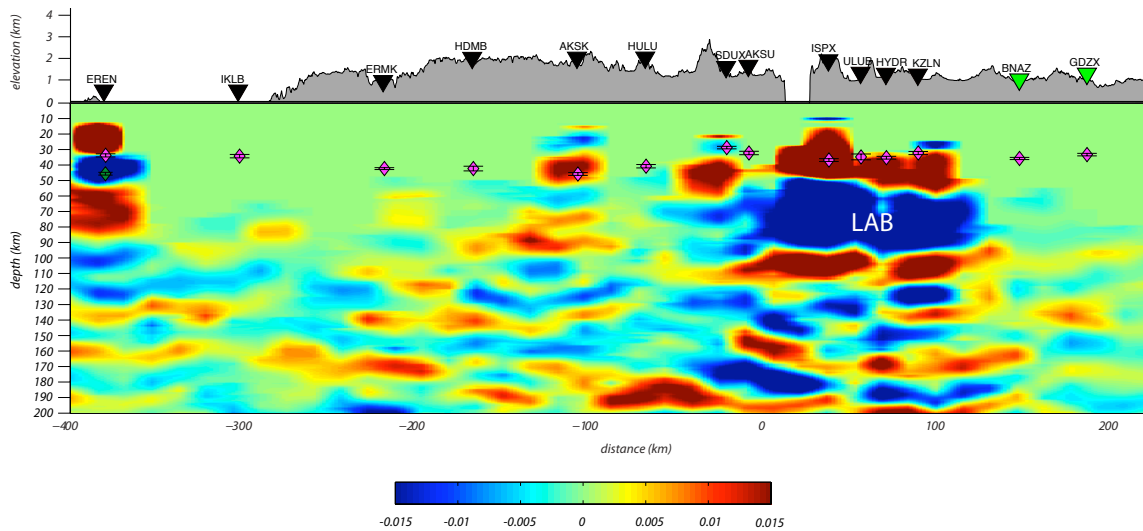 elevation (km)
4
3
2
1
0
EREN
IKLB
ERMK
HDMB
AKSK
HULU
SDUX
AKSU
ISPX
ULUB
HYDR
KZLN
BNAZ
GDZX
depth (km)
10
20
30
40
50
60
70
80
90
100
110
120
130
140
150
160
170
180
190
200
LAB
−400
−300
−200
−100
0
100
200
distance (km)
-0.015
-0.01
-0.005
0
0.005
0.01
0.015